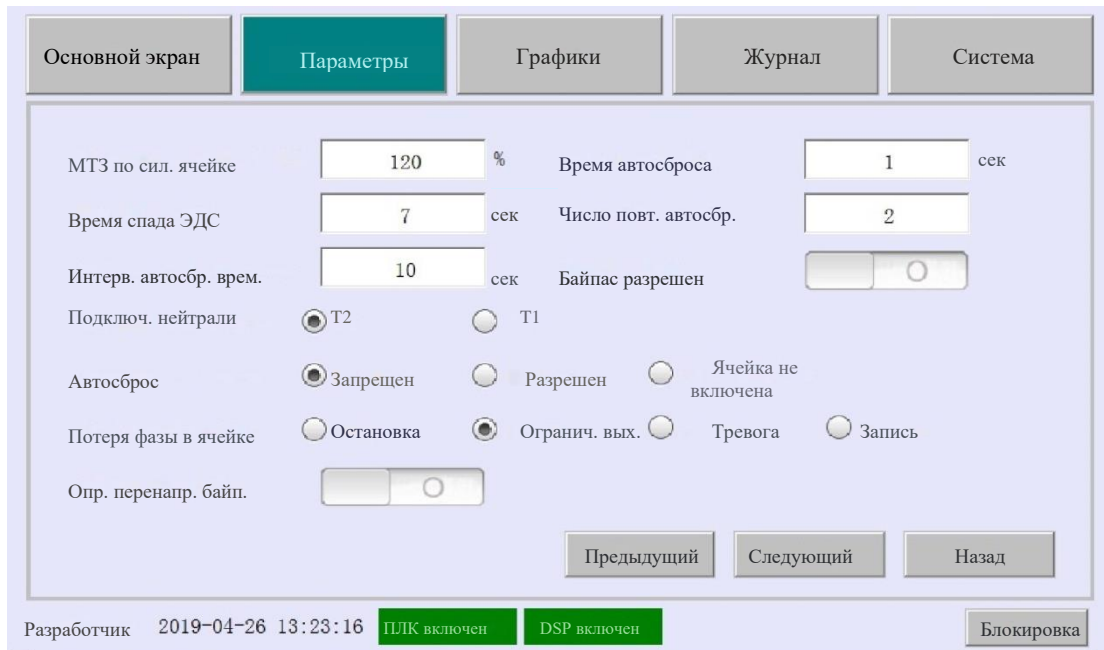 Основной экран
Параметры
Графики
Журнал
Система
МТЗ по сил. ячейке 120 % Время автосброса 1 сек
Время спада ЭДС 7 сек Число повт. автосбр. 2
Интерв. автосбр. врем. 10 сек Байпас разрешен
Подключ. нейтрали T2 T1
Автосброс Запрещен Разрешен Ячейка не
включена
Потеря фазы в ячейке Остановка Огранич. вых. Тревога Запись
Опр. перенапр. байп.
Предыдущий Следующий Назад
Разработчик 2019-04-26 13:23:16 ПЛК включен DSP включен Блокировка